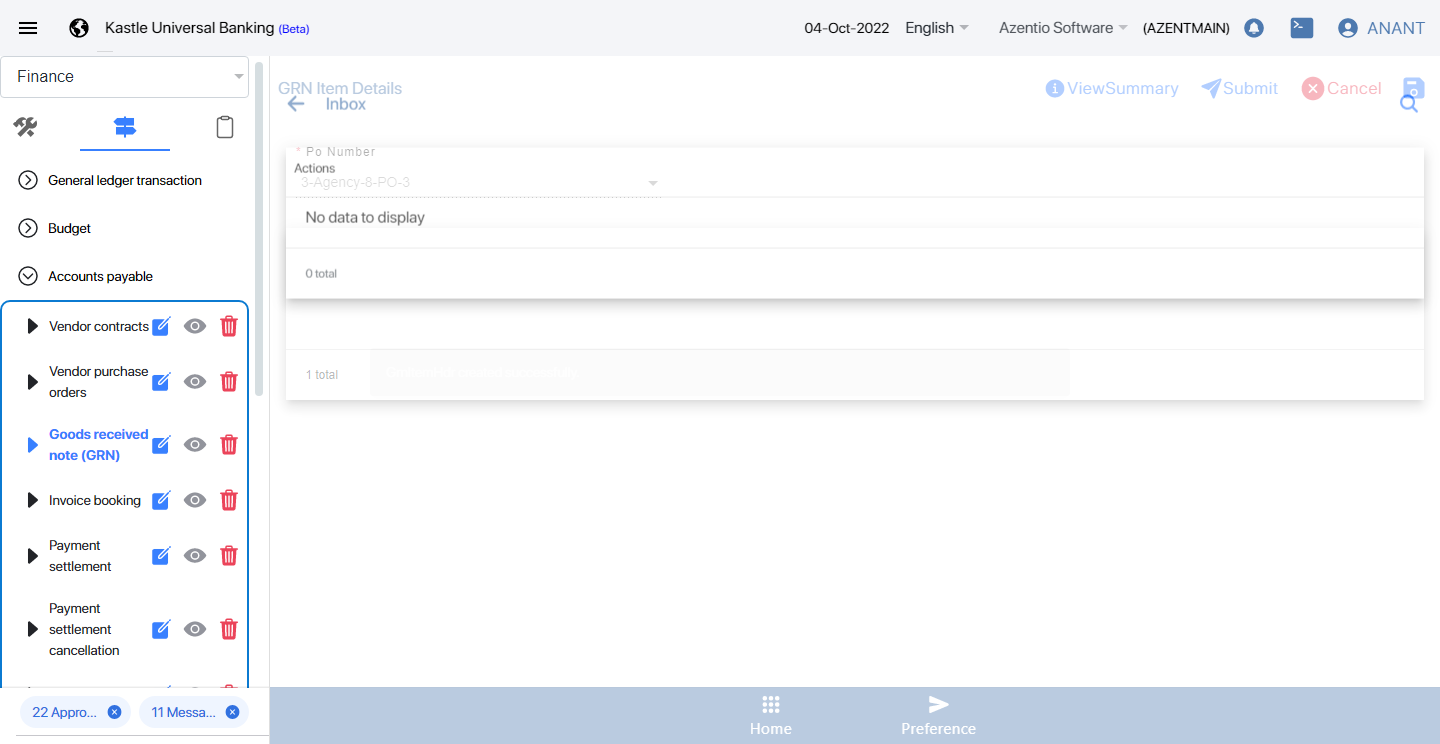 Kastle Universal Banking (Beta)
04-Oct-2022
English
Azentio Software
(AZENTMAIN)
ANANT
Finance
General ledger transaction
Budget
Accounts payable
Vendor contracts
Vendor purchase
orders
Goods received
note (GRN)
Invoice booking
Payment
settlement
Payment
settlement
cancellation
22 Appro...
11 Messa...
GRN Item Details
Inbox
ViewSummary
Submit
Cancel
* Po Number
Actions
3-Agency-8-PO-3
No data to display
0 total
1 total
Home
Preference